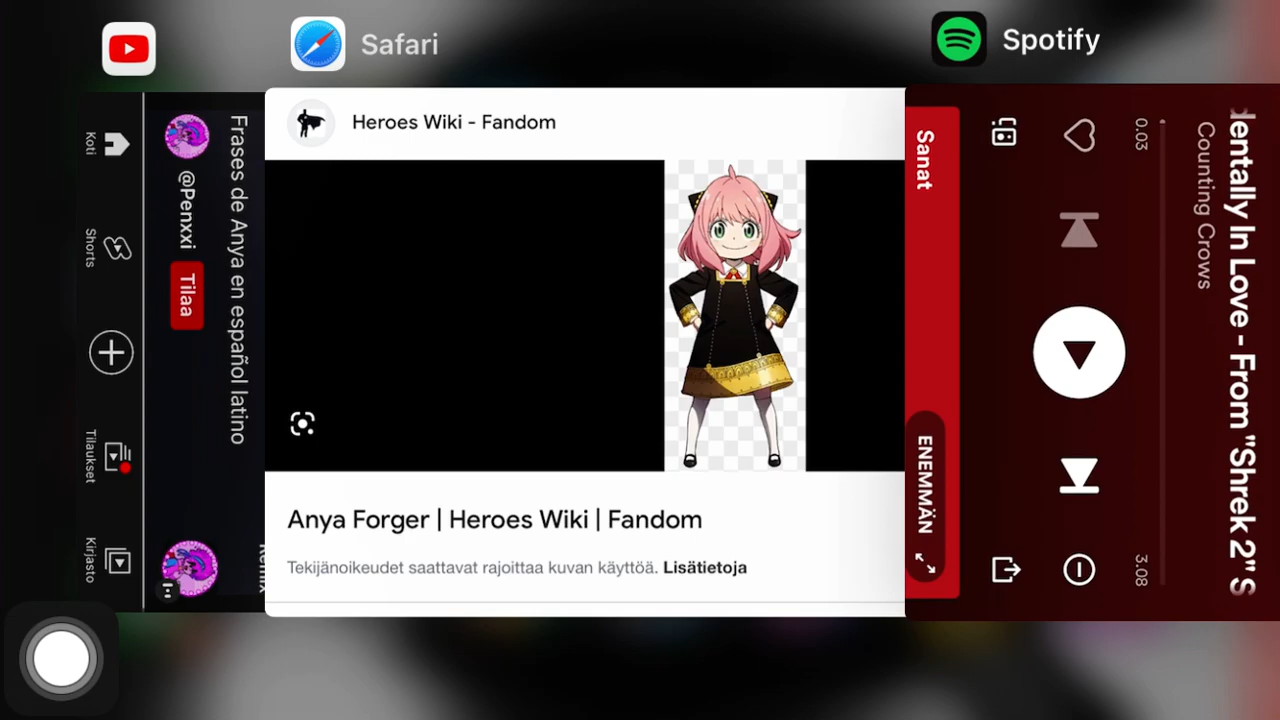 Safari
Spotify
Koti
Shorts
Tilaukset
Kirjasto
@Penxxi
Tilaa
Frases de Anya en español latino
Heroes Wiki - Fandom
Anya Forger | Heroes Wiki | Fandom
Tekijänoikeudet saattavat rajoittaa kuvan käyttöä. Lisätietoja
Sanat
ENEMMÄN
0.03
3.08
Counting Crows
dentally In Love - From "Shrek 2" S